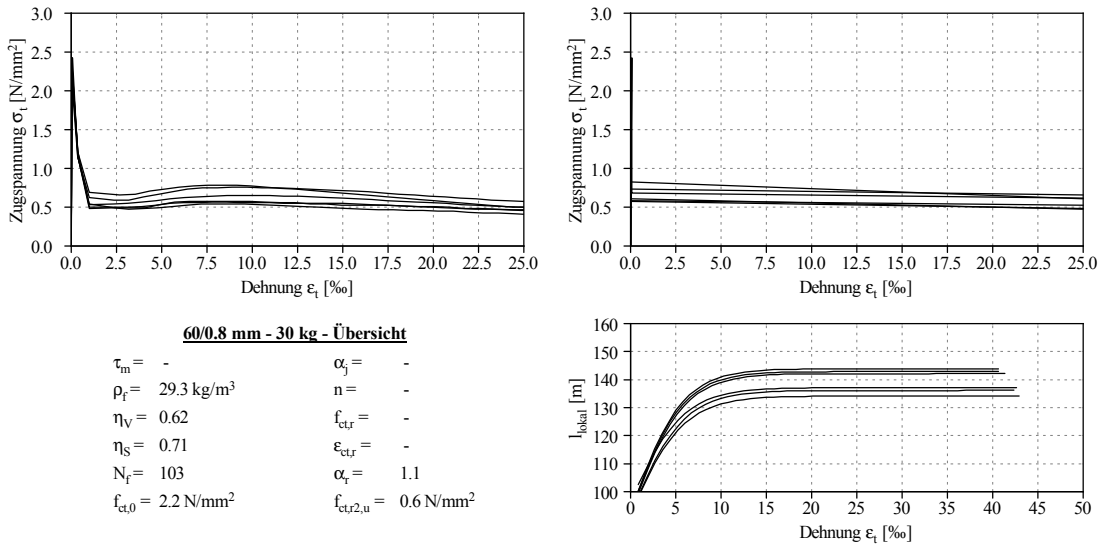 3.0
2.5
2.0
1.5
1.0
0.5
0.0
Zugspannung σt [N/mm²]
0.0 2.5 5.0 7.5 10.0 12.5 15.0 17.5 20.0 22.5 25.0
Dehnung εt [‰]
3.0
2.5
2.0
1.5
1.0
0.5
0.0
Zugspannung σt [N/mm²]
0.0 2.5 5.0 7.5 10.0 12.5 15.0 17.5 20.0 22.5 25.0
Dehnung εt [‰]
60/0.8 mm - 30 kg - Übersicht
τm = - αj = -
ρf = 29.3 kg/m³ n = -
ηV = 0.62 fct,r = -
ηS = 0.71 εct,r = -
Nf = 103 αr = 1.1
fct,0 = 2.2 N/mm² fct,r2,u = 0.6 N/mm²
160
150
140
130
120
110
100
llokal [m]
0 5 10 15 20 25 30 35 40 45 50
Dehnung εt [‰]